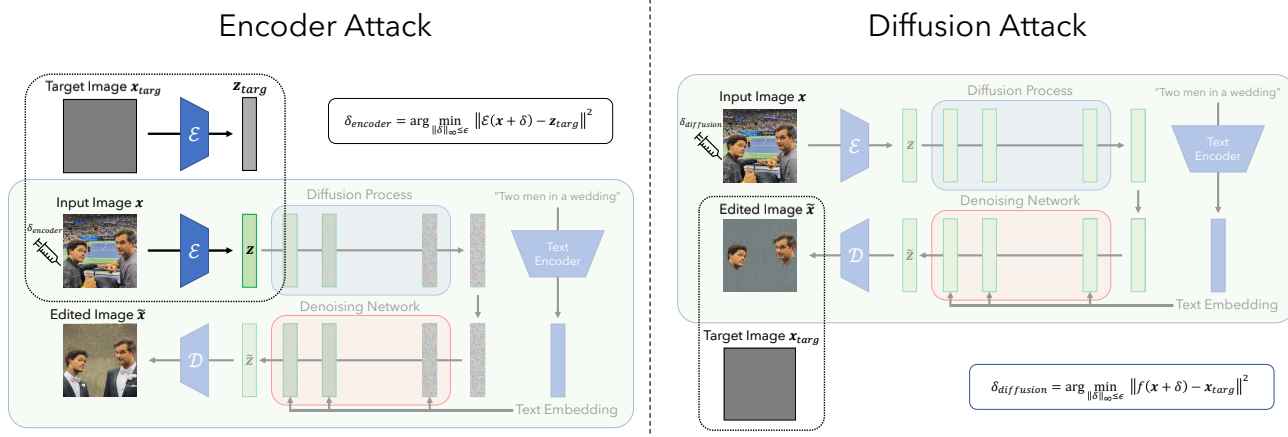 Encoder Attack
Target Image x_targ
z_targ
ℰ
δ_encoder = arg min_{‖δ‖_∞≤ϵ} ‖ℰ(x + δ) − z_targ‖²
Input Image x
δ_encoder
ℰ
z
Diffusion Process
"Two men in a wedding"
Text
Encoder
Edited Image x̃
𝒟
z̃
Denoising Network
Text Embedding
Diffusion Attack
Input Image x
δ_diffusion
ℰ
z
Diffusion Process
"Two men in a wedding"
Text
Encoder
Edited Image x̃
𝒟
z̃
Denoising Network
Text Embedding
Target Image x_targ
δ_diffusion = arg min_{‖δ‖_∞≤ϵ} ‖f(x + δ) − x_targ‖²